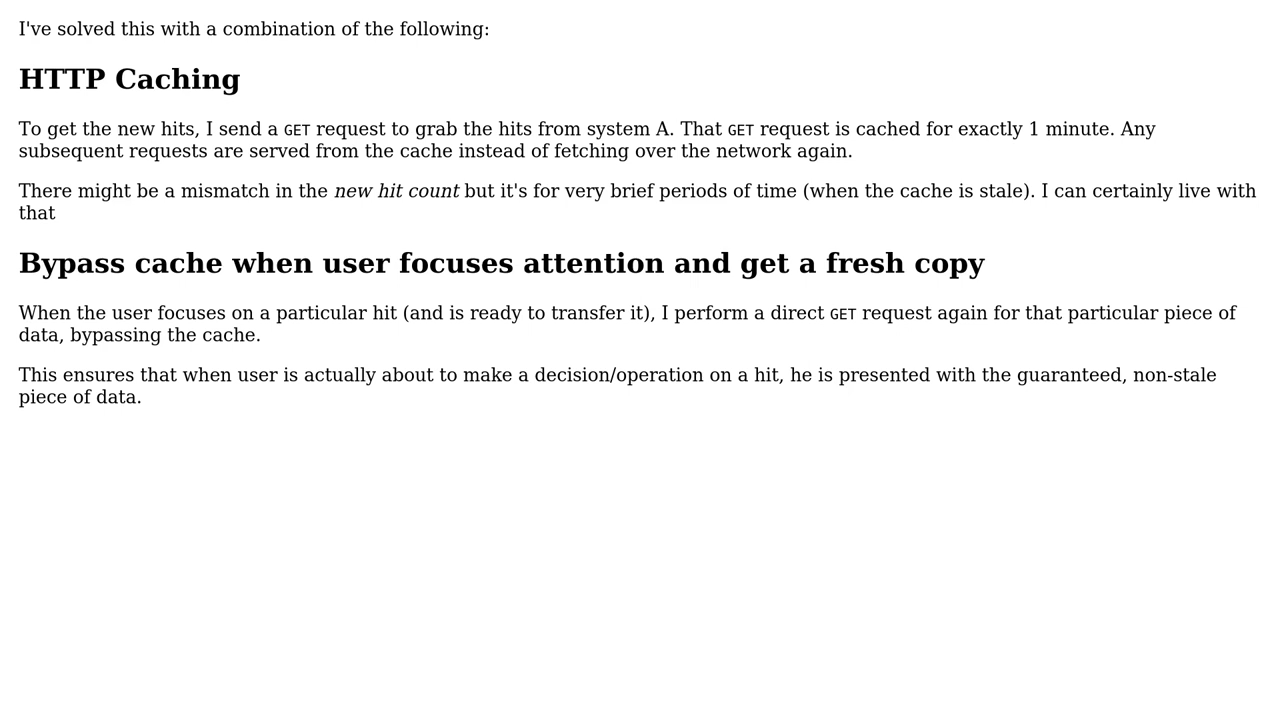 I've solved this with a combination of the following:
HTTP Caching
To get the new hits, I send a GET request to grab the hits from system A. That GET request is cached for exactly 1 minute. Any
subsequent requests are served from the cache instead of fetching over the network again.
There might be a mismatch in the new hit count but it's for very brief periods of time (when the cache is stale). I can certainly live with
that
Bypass cache when user focuses attention and get a fresh copy
When the user focuses on a particular hit (and is ready to transfer it), I perform a direct GET request again for that particular piece of
data, bypassing the cache.
This ensures that when user is actually about to make a decision/operation on a hit, he is presented with the guaranteed, non-stale
piece of data.